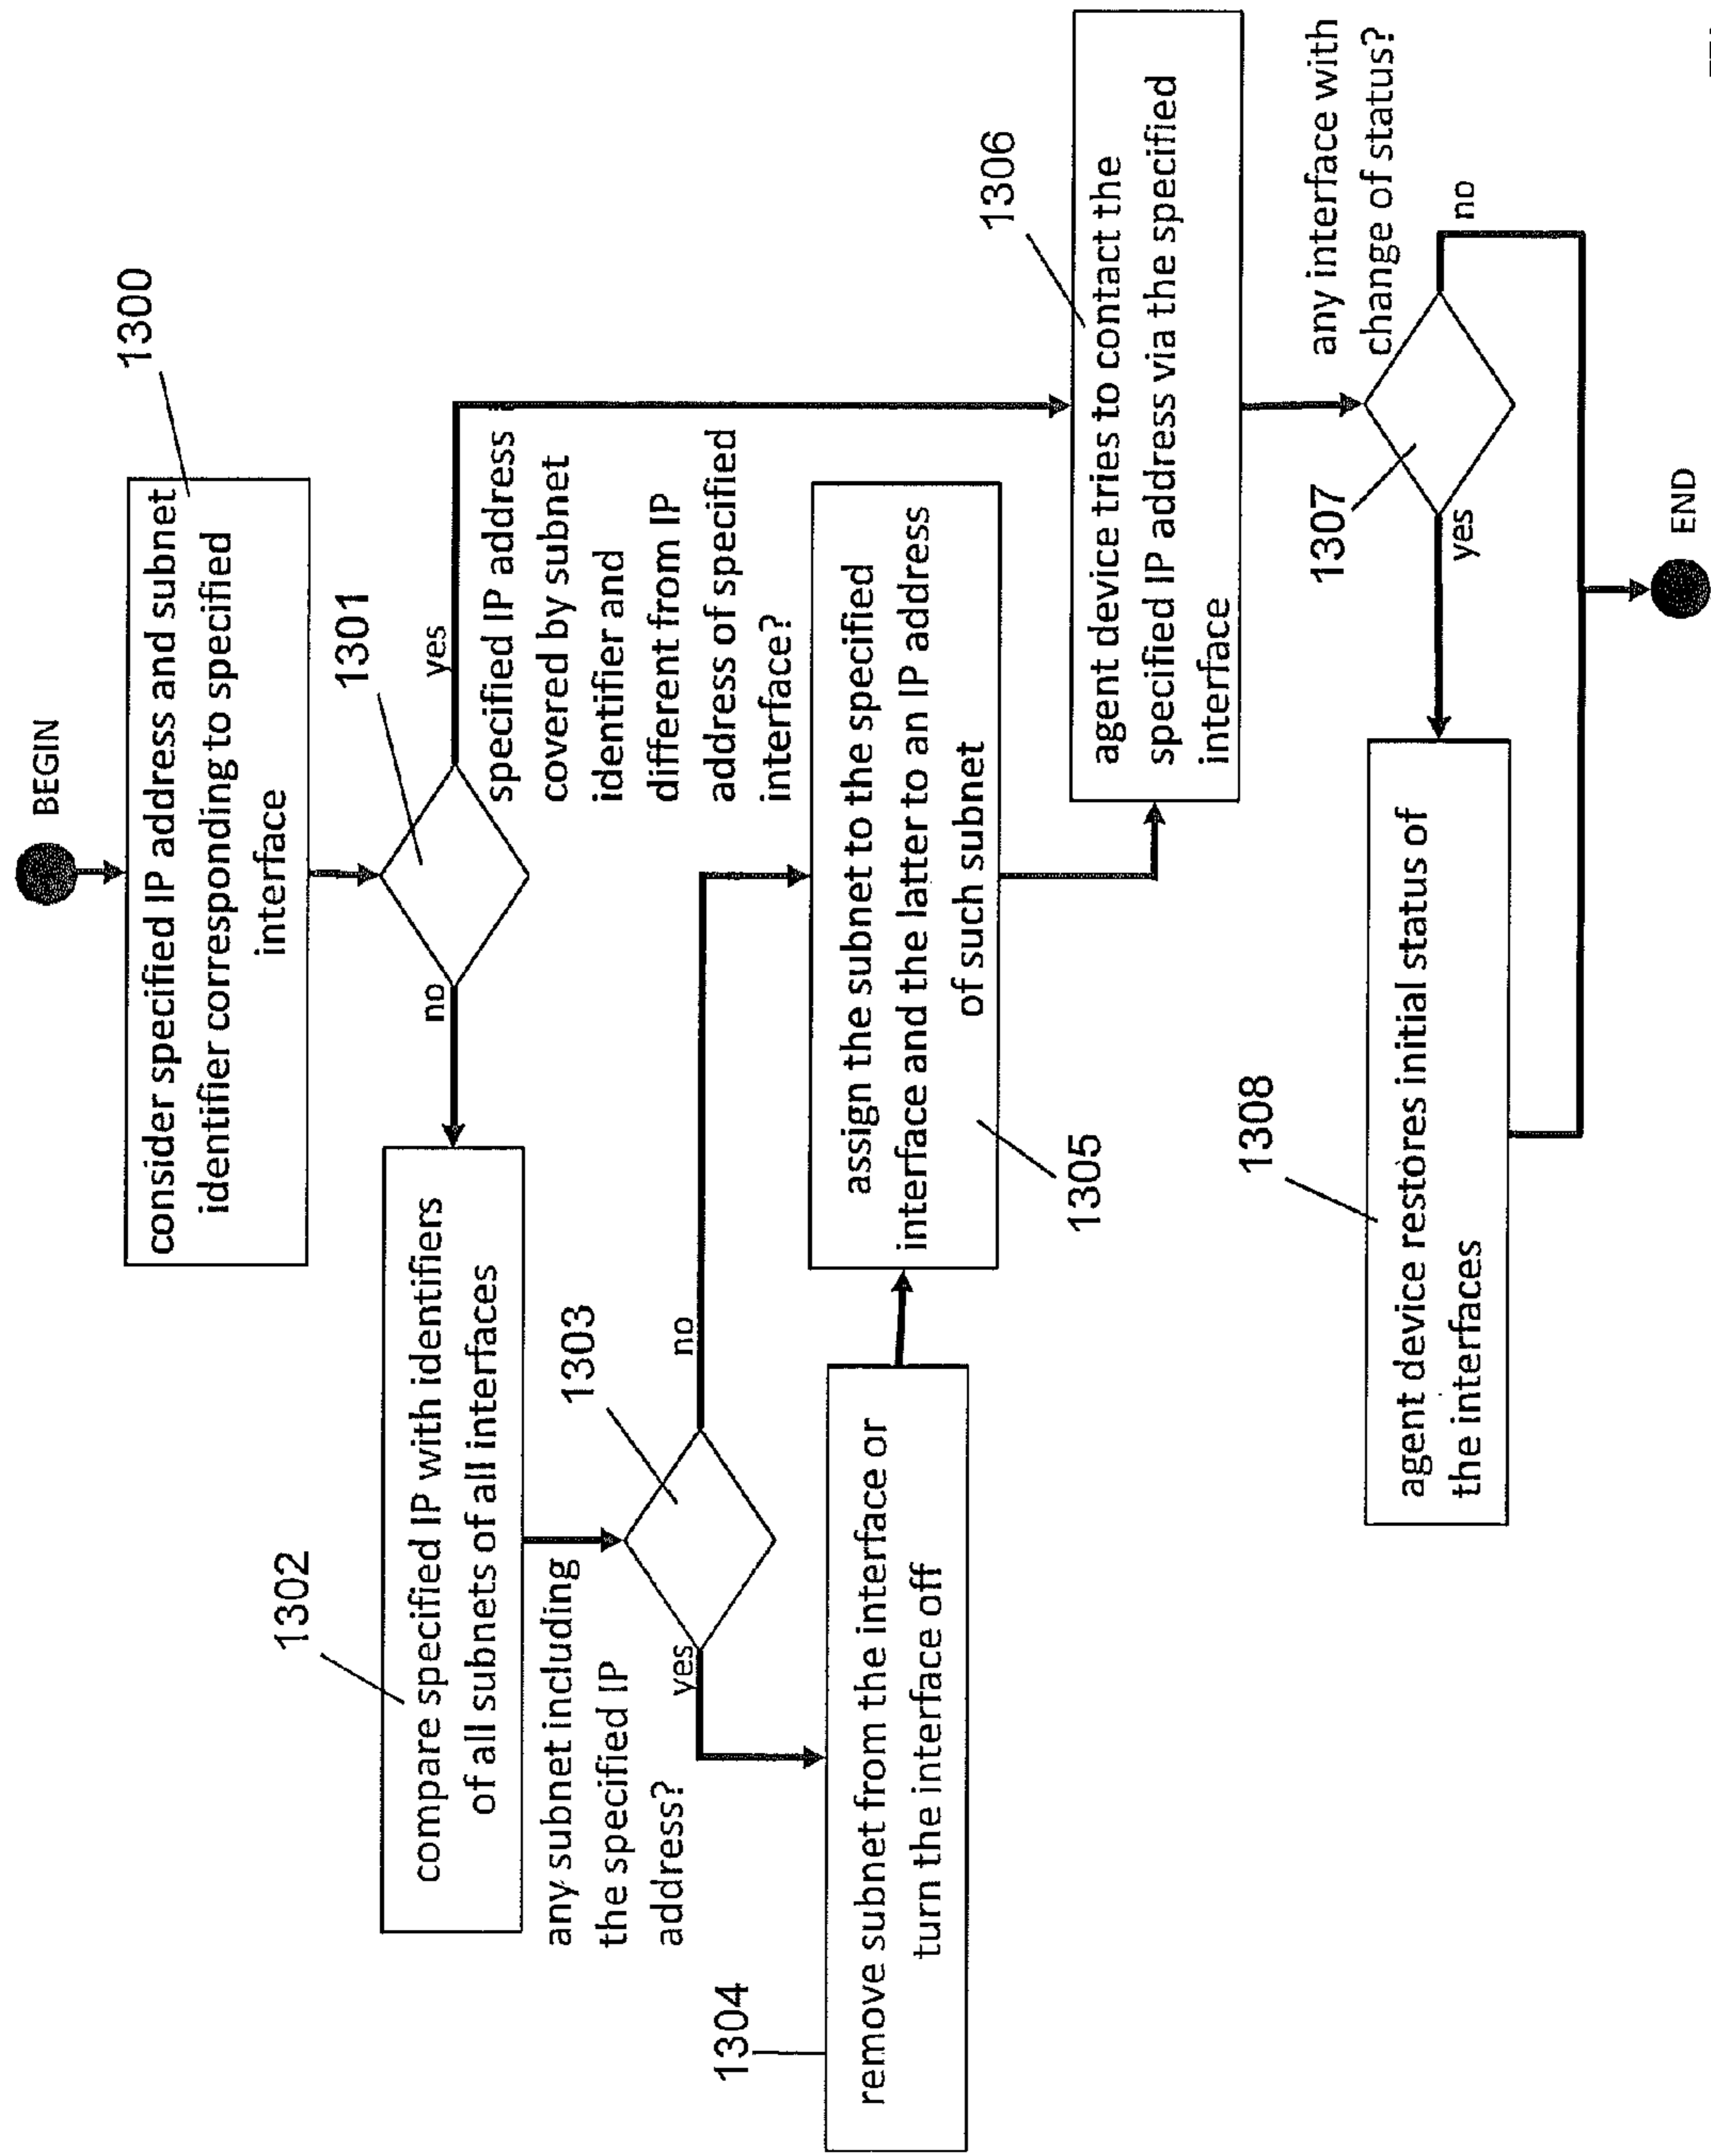 BEGIN
1300
consider specified IP address and subnet
identifier corresponding to specified
interface
1301
no
yes
specified IP address
covered by subnet
identifier and
different from IP
address of specified
interface?
1302
compare specified IP with identifiers
of all subnets of all interfaces
any subnet including
the specified IP
address?
1303
yes
no
1304
remove subnet from the interface or
turn the interface off
assign the subnet to the specified
interface and the latter to an IP address
of such subnet
1305
1306
agent device tries to contact the
specified IP address via the specified
interface
any interface with
change of status?
1307
yes
no
1308
agent device restores initial status of
the interfaces
END